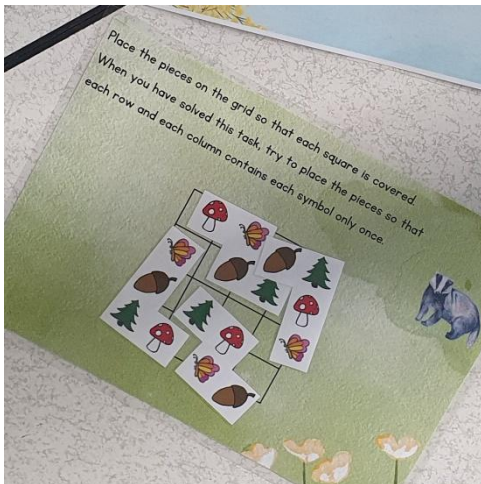 Place the pieces on the grid so that each square is covered.
When you have solved this task, try to place the pieces so that
each row and each column contains each symbol only once.